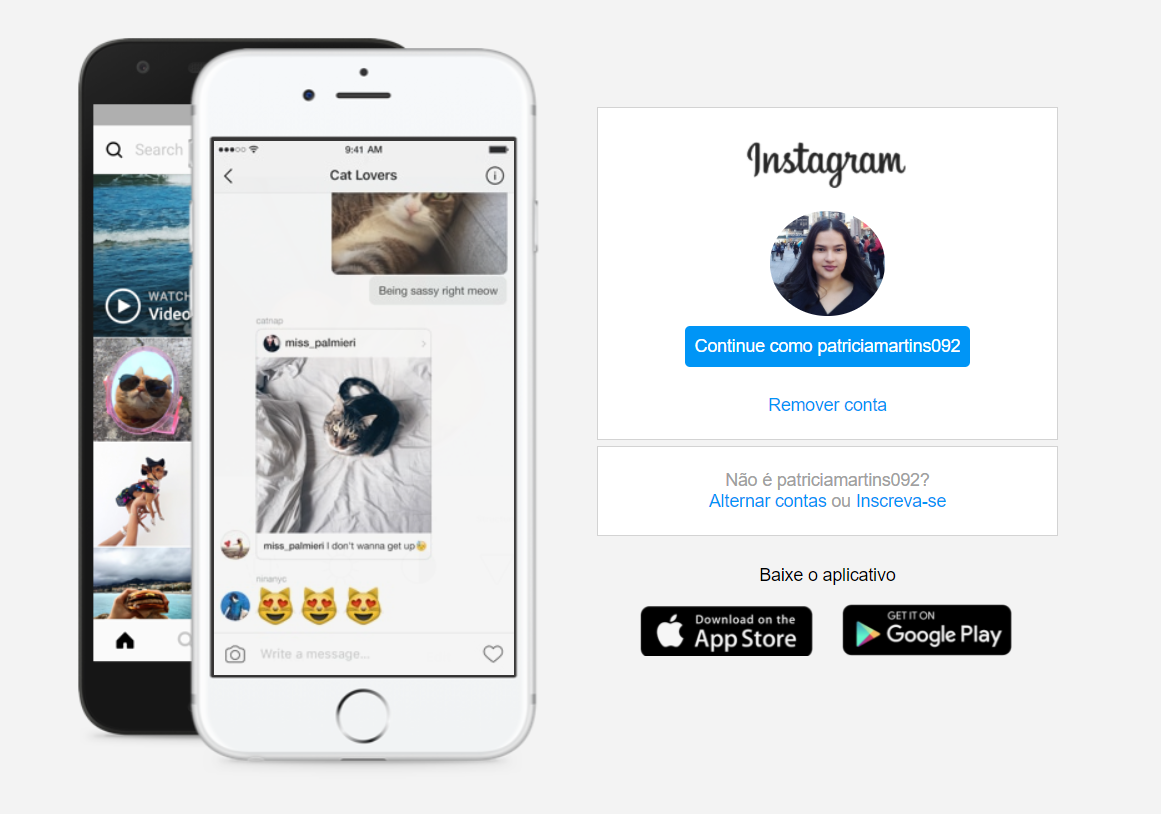 Search
WATCH
Video
9:41 AM
Cat Lovers
Being sassy right meow
catnap
miss_palmieri
miss_palmieri I don't wanna get up
ninanyc
Write a message...
Instagram
Continue como patriciamartins092
Remover conta
Não é patriciamartins092?
Alternar contas ou Inscreva-se
Baixe o aplicativo
Download on the
App Store
GET IT ON
Google Play